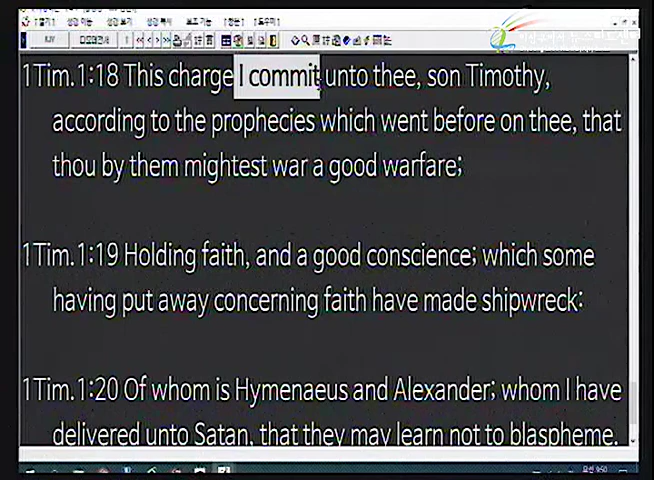 KJV
1Tim.1:18 This charge I commit unto thee, son Timothy,
according to the prophecies which went before on thee, that
thou by them mightest war a good warfare;
1Tim.1:19 Holding faith, and a good conscience; which some
having put away concerning faith have made shipwreck:
1Tim.1:20 Of whom is Hymenaeus and Alexander; whom I have
delivered unto Satan, that they may learn not to blaspheme.